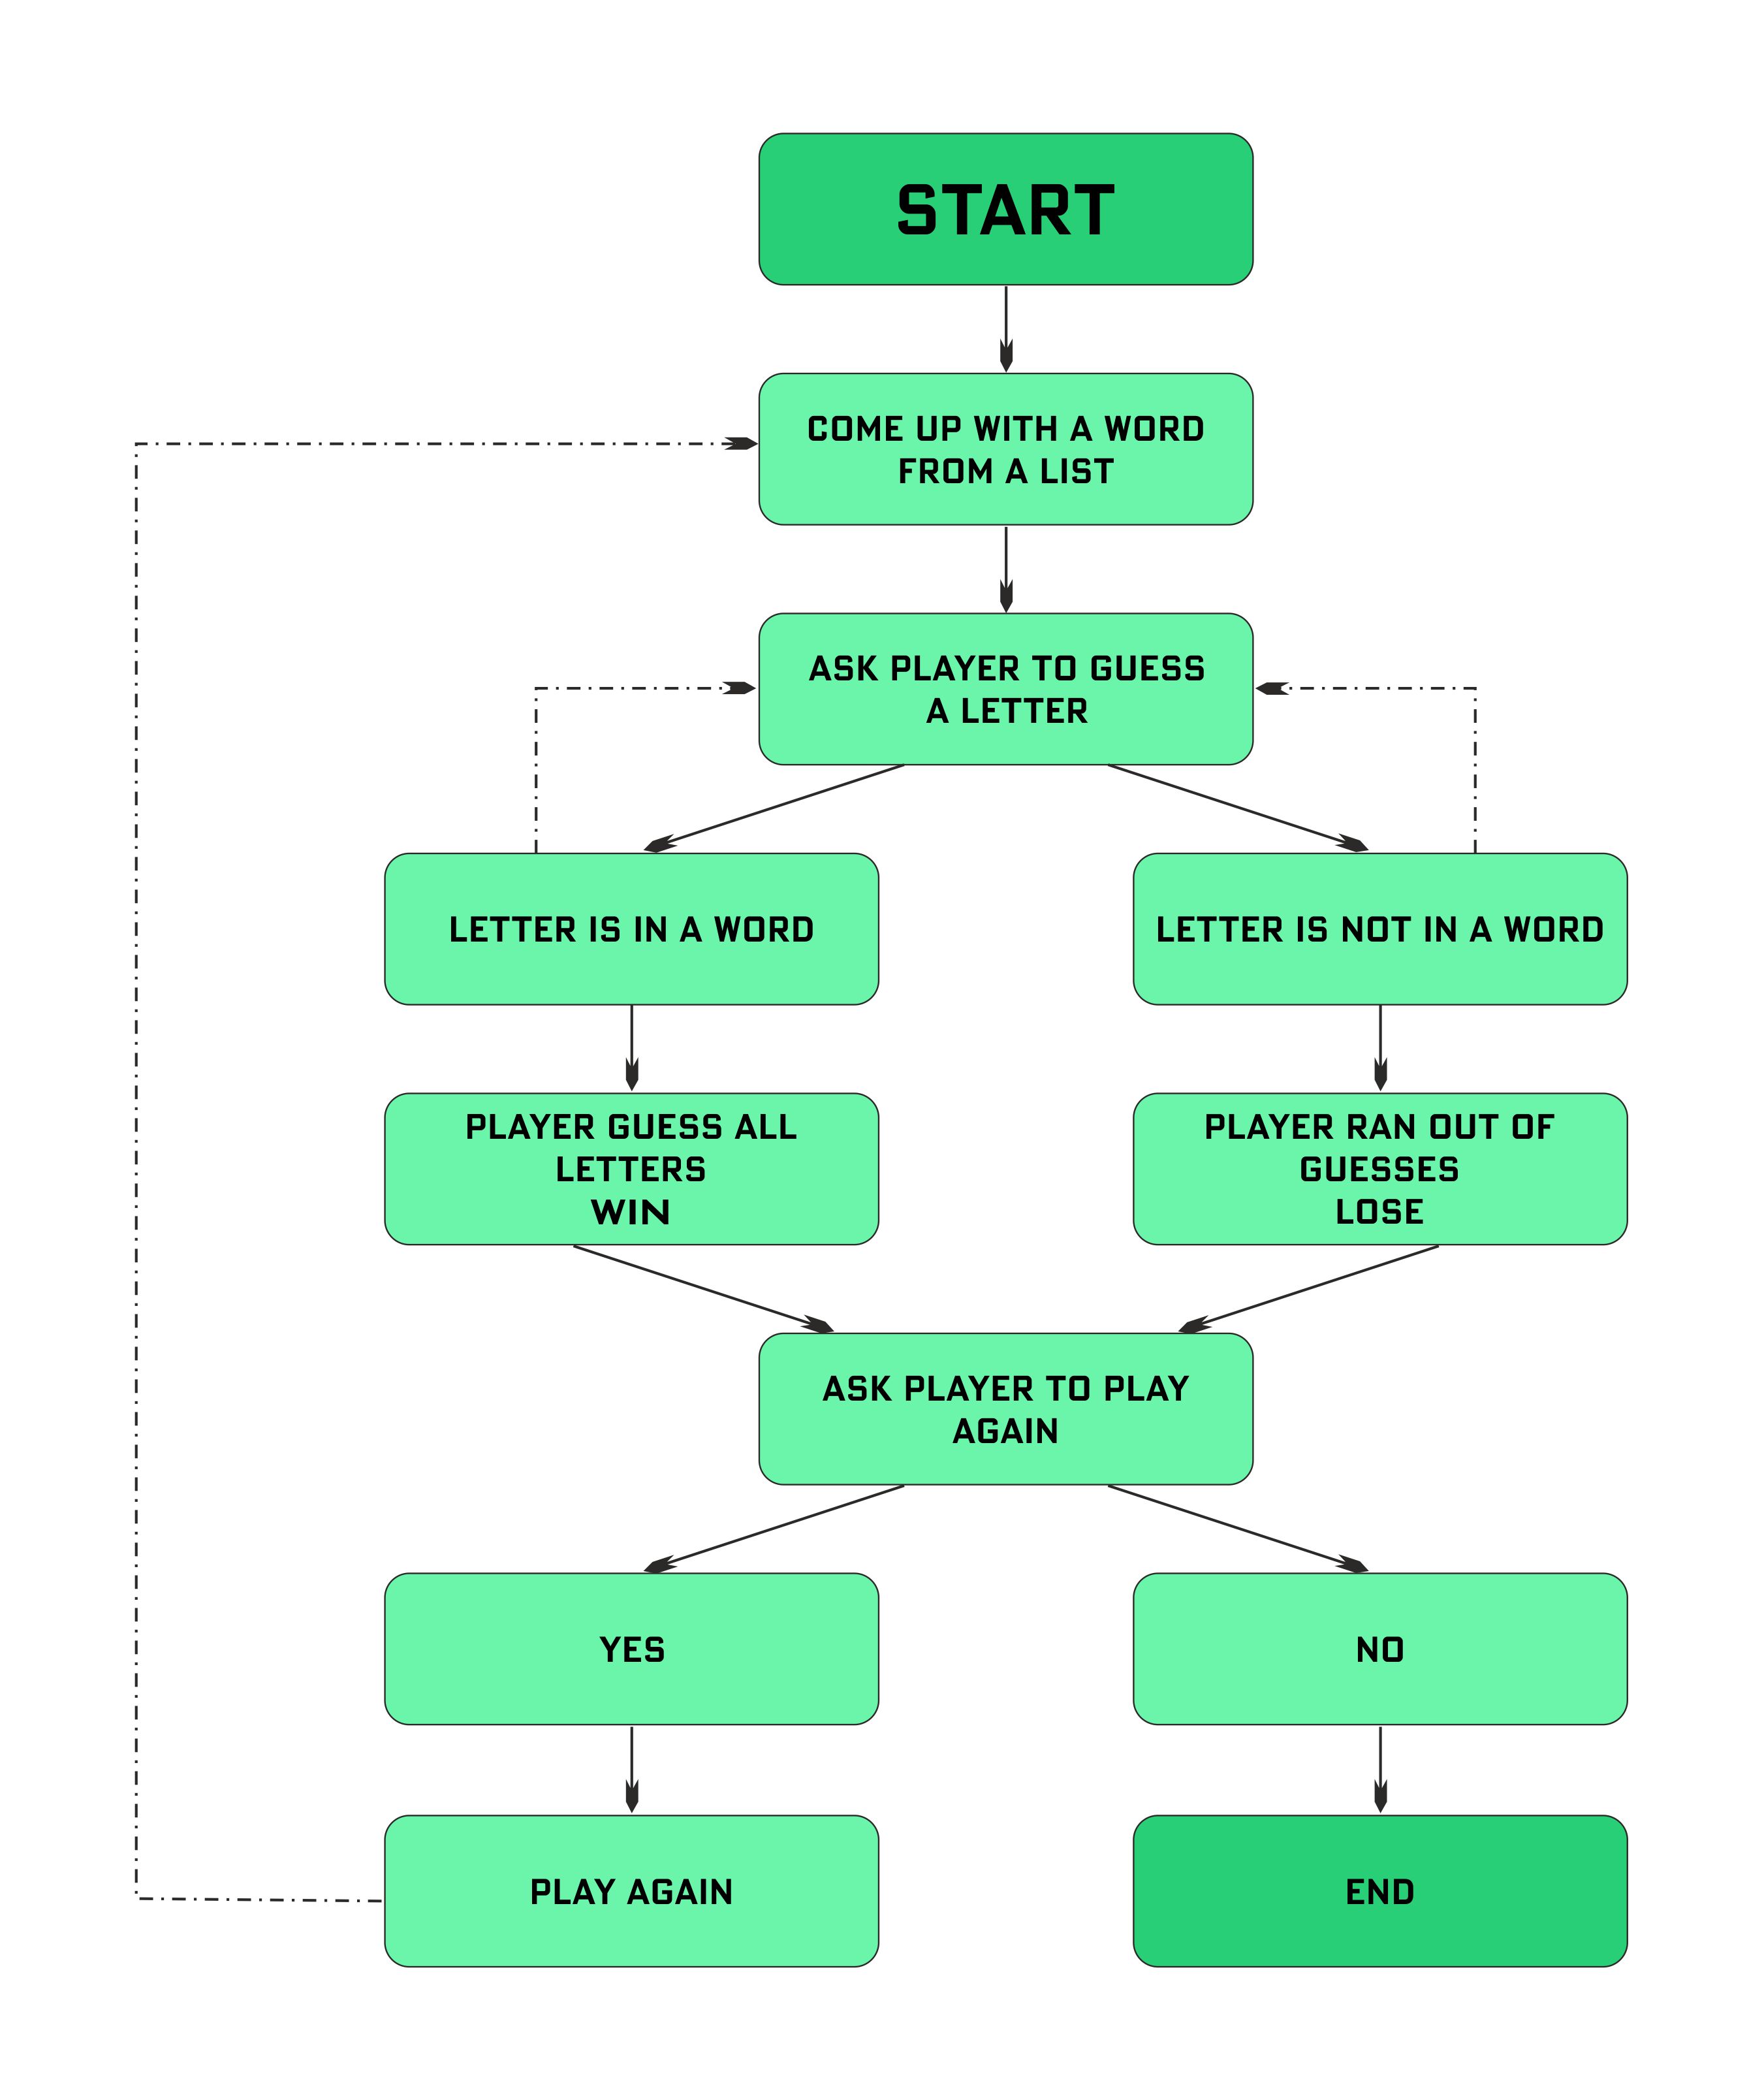 START
COME UP WITH A WORD
FROM A LIST
ASK PLAYER TO GUESS
A LETTER
LETTER IS IN A WORD
LETTER IS NOT IN A WORD
PLAYER GUESS ALL
LETTERS
WIN
PLAYER RAN OUT OF
GUESSES
LOSE
ASK PLAYER TO PLAY
AGAIN
YES
NO
PLAY AGAIN
END